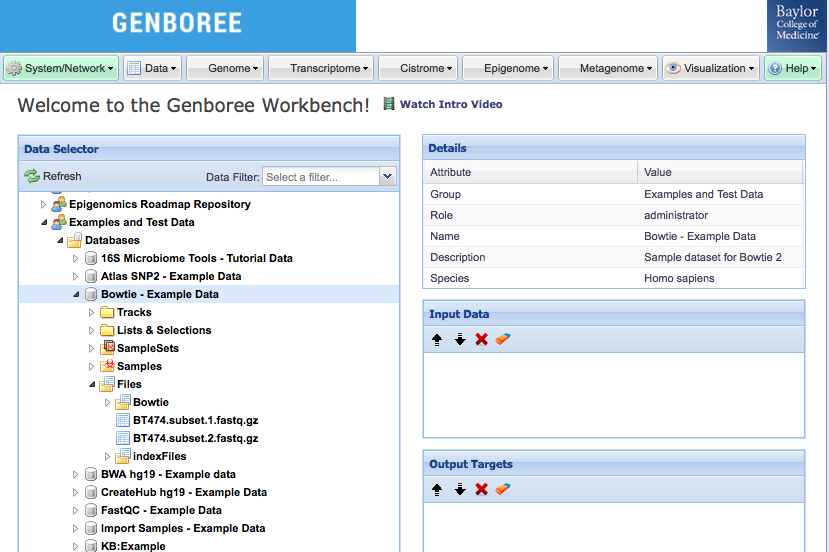 GENBOREE
Baylor
College of
Medicine
System/Network
Data
Genome
Transcriptome
Cistrome
Epigenome
Metagenome
Visualization
Help
Welcome to the Genboree Workbench!
Watch Intro Video
Data Selector
Refresh
Data Filter:
Select a filter...
Epigenomics Roadmap Repository
Examples and Test Data
Databases
16S Microbiome Tools - Tutorial Data
Atlas SNP2 - Example Data
Bowtie - Example Data
Tracks
Lists & Selections
SampleSets
Samples
Files
Bowtie
BT474.subset.1.fastq.gz
BT474.subset.2.fastq.gz
indexFiles
BWA hg19 - Example data
CreateHub hg19 - Example Data
FastQC - Example Data
Import Samples - Example Data
KB:Example
Details
Attribute Value
Group Examples and Test Data
Role administrator
Name Bowtie - Example Data
Description Sample dataset for Bowtie 2
Species Homo sapiens
Input Data
Output Targets